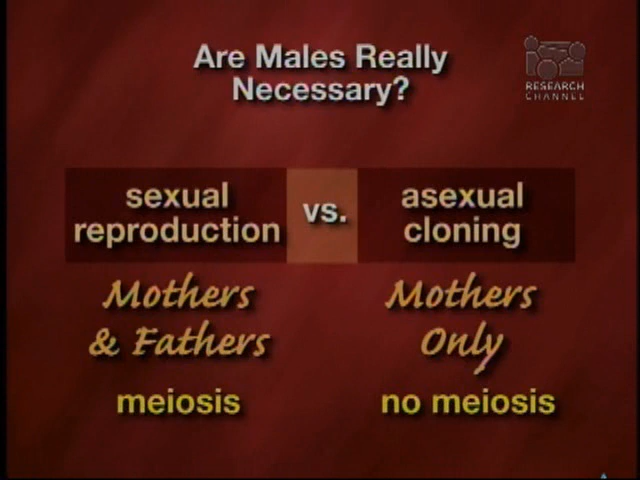 Are Males Really
Necessary?
RESEARCH
CHANNEL
sexual
reproduction
vs.
asexual
cloning
Mothers
& Fathers
Mothers
Only
meiosis
no meiosis